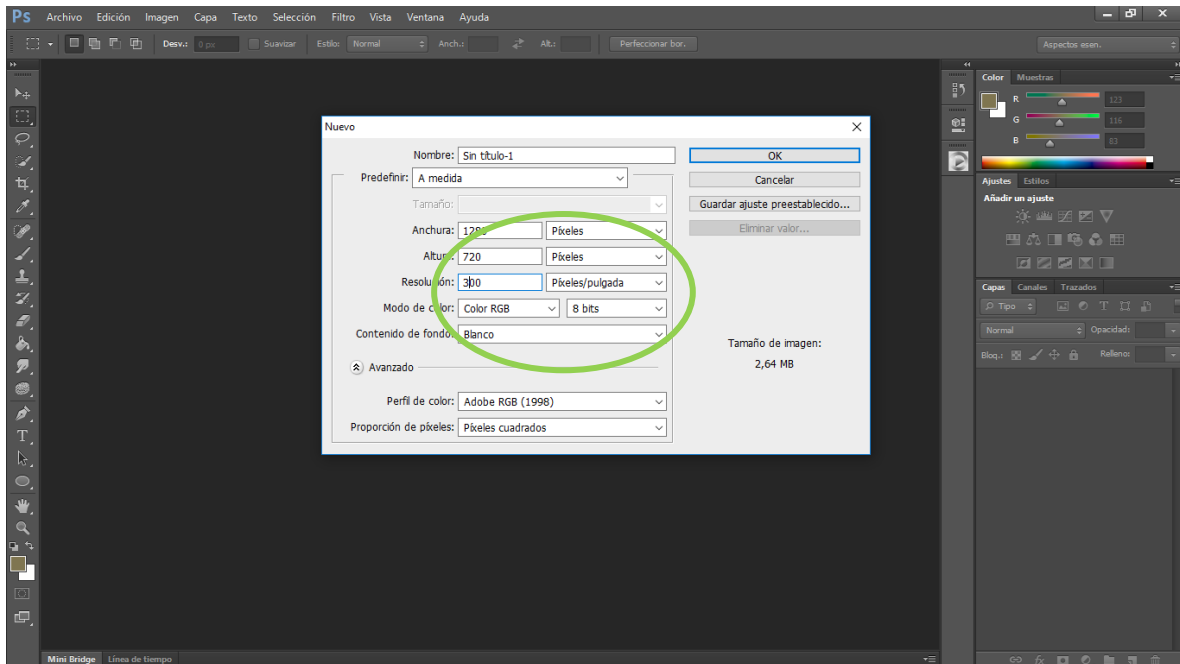 Ps Archivo Edición Imagen Capa Texto Selección Filtro Vista Ventana Ayuda
Desv.: 0 px Suavizar Estilo: Normal Anch.: Alt.: Perfeccionar bor. Aspectos esen.
Color Muestras
R 123
G 116
B 83
Ajustes Estilos
Añadir un ajuste
Capas Canales Trazados
Tipo
Normal Opacidad:
Bloq.: Relleno:
Nuevo
Nombre: Sin título-1
OK
Predefinir: A medida
Cancelar
Tamaño:
Guardar ajuste preestablecido...
Anchura: 1280 Píxeles
Eliminar valor...
Altura: 720 Píxeles
Resolución: 300 Píxeles/pulgada
Modo de color: Color RGB 8 bits
Contenido de fondo: Blanco
Tamaño de imagen:
2,64 MB
Avanzado
Perfil de color: Adobe RGB (1998)
Proporción de píxeles: Píxeles cuadrados
Mini Bridge Línea de tiempo